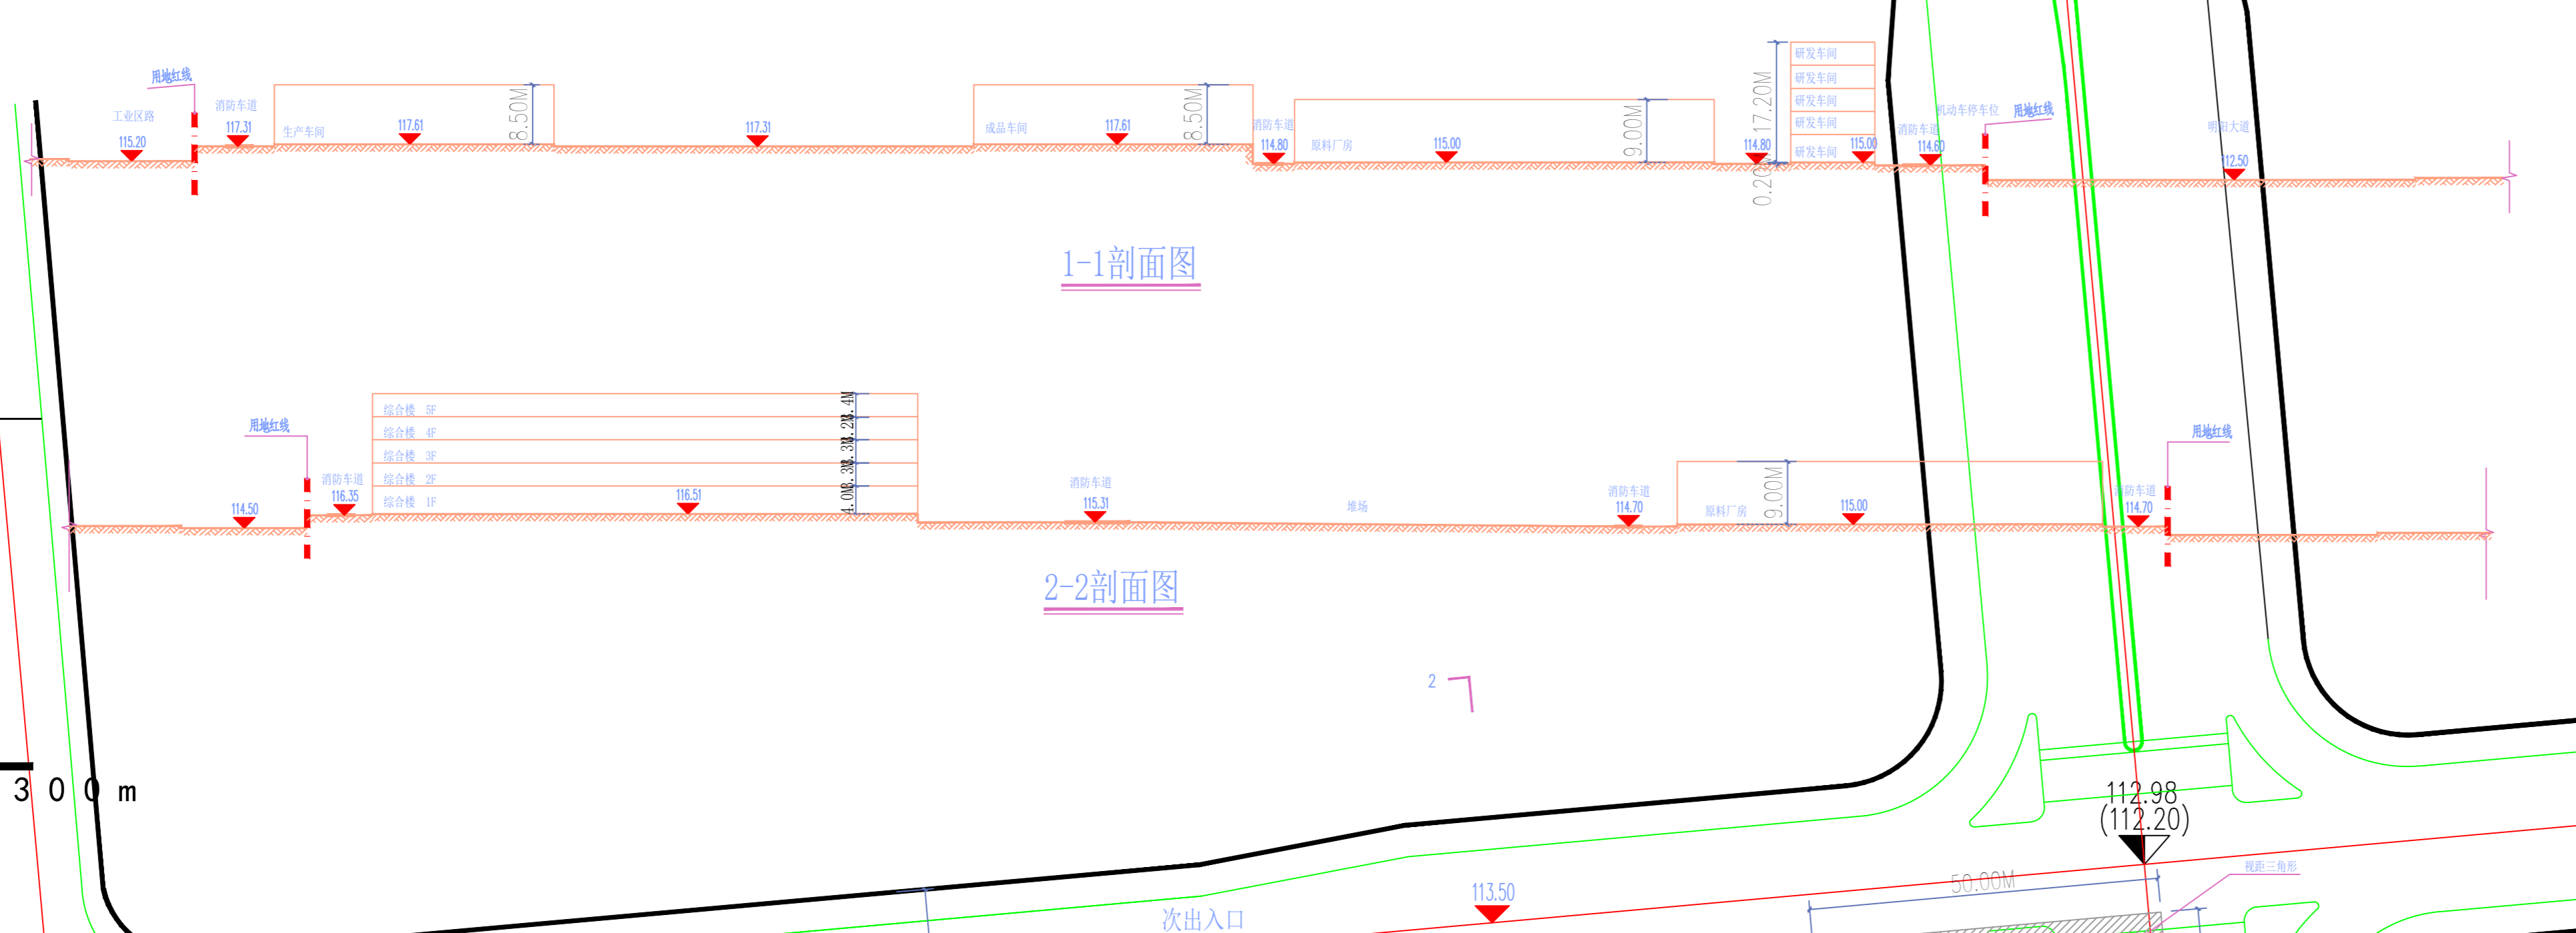 用地红线
工业区路
115.20
消防车道
117.31
生产车间
117.61
8.50M
117.31
成品车间
117.61
8.50M
消防车道
114.80
原料厂房
115.00
9.00M
114.80
17.20M
研发车间
研发车间
研发车间
研发车间
研发车间
115.00
消防车道
114.60
机动车停车位
用地红线
明阳大道
112.50
1-1剖面图
用地红线
114.50
消防车道
116.35
综合楼 5F
综合楼 4F
综合楼 3F
综合楼 2F
综合楼 1F
116.51
消防车道
115.31
堆场
消防车道
114.70
原料厂房
9.00M
115.00
消防车道
114.70
用地红线
2-2剖面图
2
300m
112.98
(112.20)
113.50
50.00M
视距三角形
次出入口